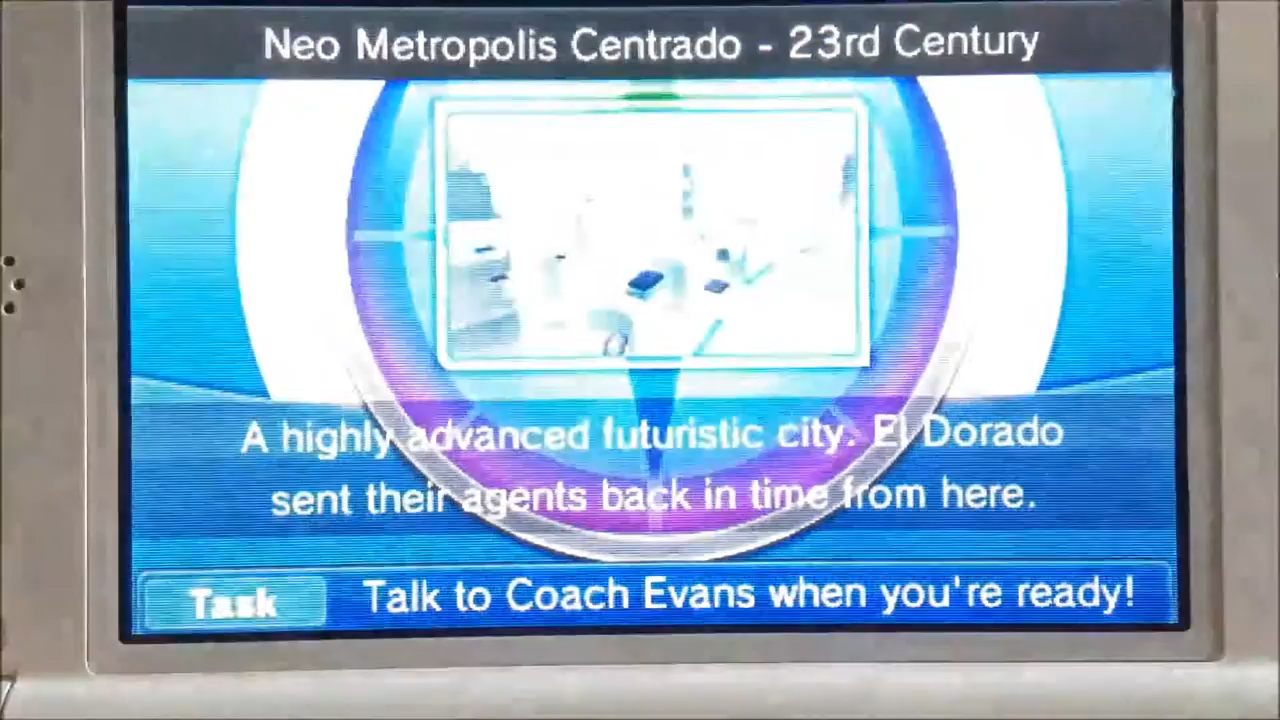 Neo Metropolis Centrado - 23rd Century
A highly advanced futuristic city. El Dorado
sent their agents back in time from here.
Task
Talk to Coach Evans when you're ready!